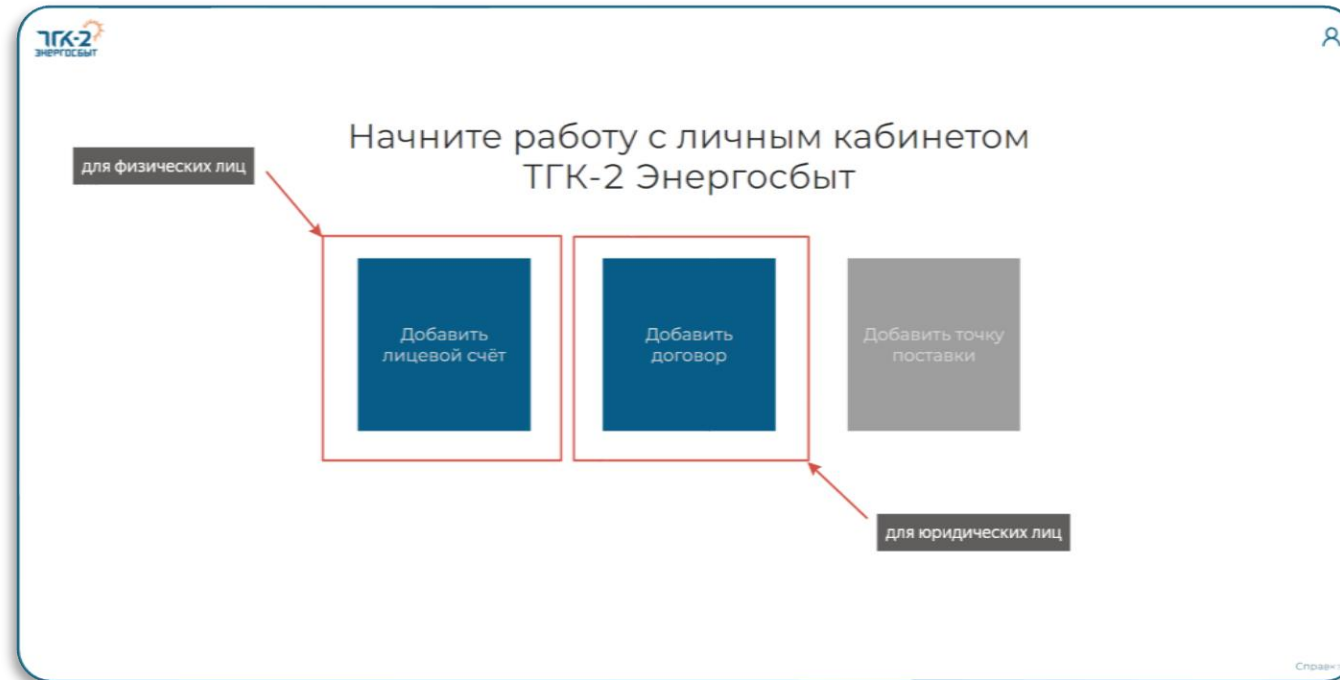 ТГК-2
ЭНЕРГОСБЫТ
Начните работу с личным кабинетом
ТГК-2 Энергосбыт
для физических лиц
Добавить
лицевой счёт
Добавить
договор
Добавить точку
поставки
для юридических лиц